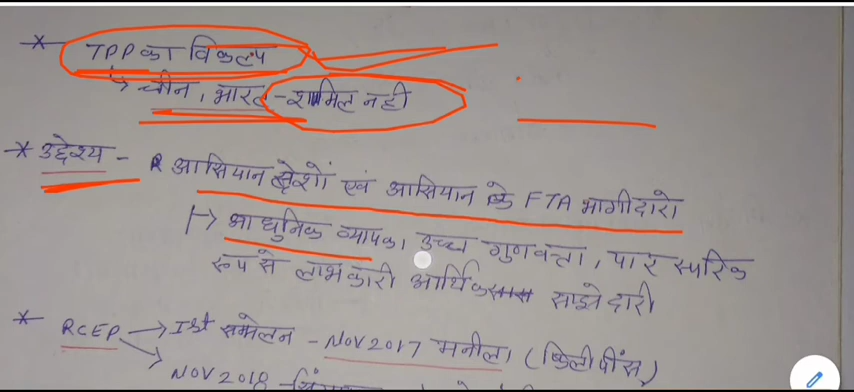 * TPP का विकल्प
↳ चीन, भारत - शामिल नही
* उद्देश्य - आसियान देशों एवं आसियान के FTA भागीदारो
↦ आधुनिक व्यापक, उच्च गुणवत्ता, पारस्परिक
रूप से लाभकारी आर्थिक साझेदारी
* RCEP → Ist सम्मेलन - NOV 2017 मनीला (फिलीपींस)
NOV 2018 -